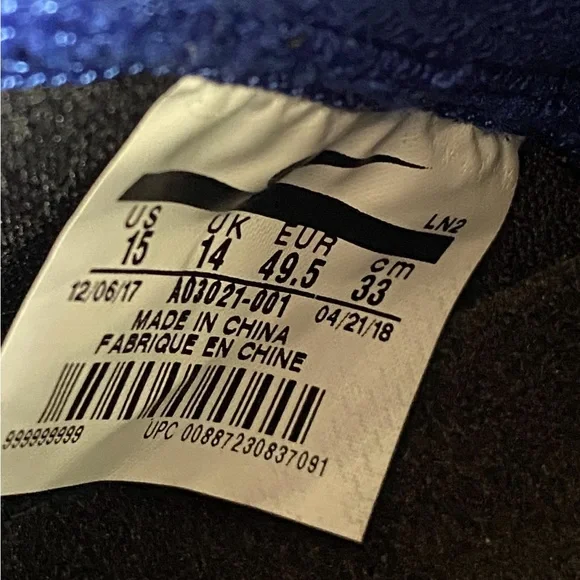 LN2
US UK EUR cm
15 14 49.5 33
12/06/17 A03021-001 04/21/18
MADE IN CHINA
FABRIQUE EN CHINE
999999999 UPC 00887230837091